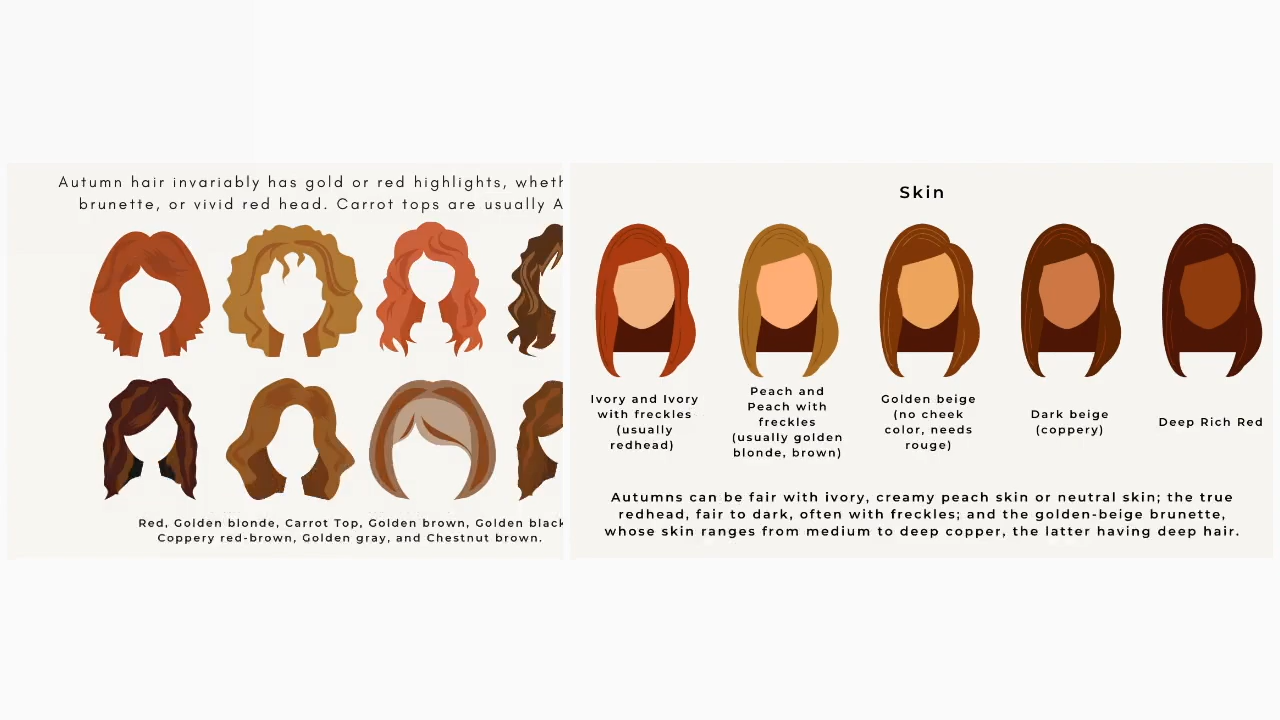 Autumn hair invariably has gold or red highlights,
brunette, or vivid red head. Carrot tops are usually
Red, Golden blonde, Carrot Top, Golden brown, Golden black
Coppery red-brown, Golden gray, and Chestnut brown.
Skin
Ivory and Ivory
with freckles
(usually
redhead)
Peach and
Peach with
freckles
(usually golden
blonde, brown)
Golden beige
(no cheek
color, needs
rouge)
Dark beige
(coppery)
Deep Rich Red
Autumns can be fair with ivory, creamy peach skin or neutral skin; the true
redhead, fair to dark, often with freckles; and the golden-beige brunette,
whose skin ranges from medium to deep copper, the latter having deep hair.